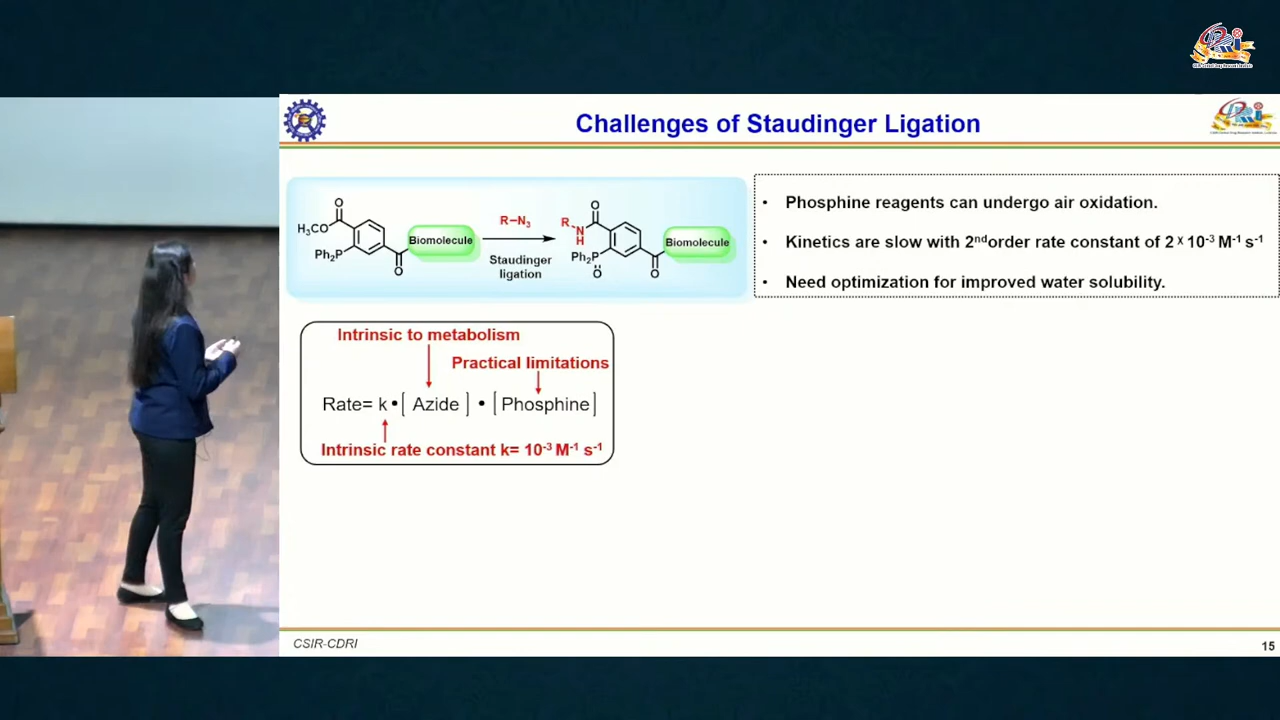 Challenges of Staudinger Ligation
O
H₃CO
Ph₂P
O
Biomolecule
R–N₃
Staudinger
ligation
R
NH
O
Ph₂P
O
O
Biomolecule
• Phosphine reagents can undergo air oxidation.
• Kinetics are slow with 2ⁿᵈorder rate constant of 2 x 10⁻³ M⁻¹ s⁻¹
• Need optimization for improved water solubility.
Intrinsic to metabolism
Practical limitations
Rate= k •[ Azide ] • [Phosphine]
Intrinsic rate constant k= 10⁻³ M⁻¹ s⁻¹
CSIR-CDRI
15